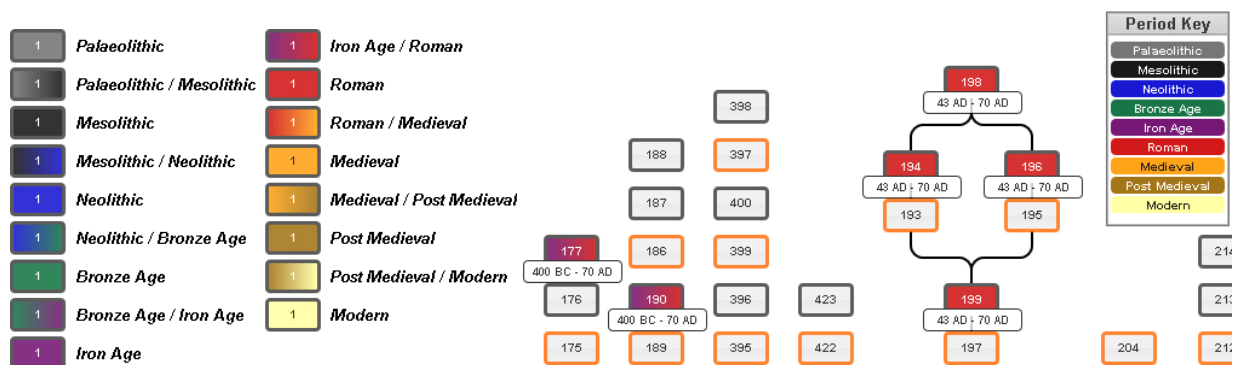 1 Palaeolithic
1 Palaeolithic / Mesolithic
1 Mesolithic
1 Mesolithic / Neolithic
1 Neolithic
1 Neolithic / Bronze Age
1 Bronze Age
1 Bronze Age / Iron Age
1 Iron Age
1 Iron Age / Roman
1 Roman
1 Roman / Medieval
1 Medieval
1 Medieval / Post Medieval
1 Post Medieval
1 Post Medieval / Modern
1 Modern
177
400 BC - 70 AD
176
175
188
187
186
190
400 BC - 70 AD
189
398
397
400
399
396
395
423
422
198
43 AD - 70 AD
194
43 AD - 70 AD
193
196
43 AD - 70 AD
195
199
43 AD - 70 AD
197
204
214
213
212
Period Key
Palaeolithic
Mesolithic
Neolithic
Bronze Age
Iron Age
Roman
Medieval
Post Medieval
Modern